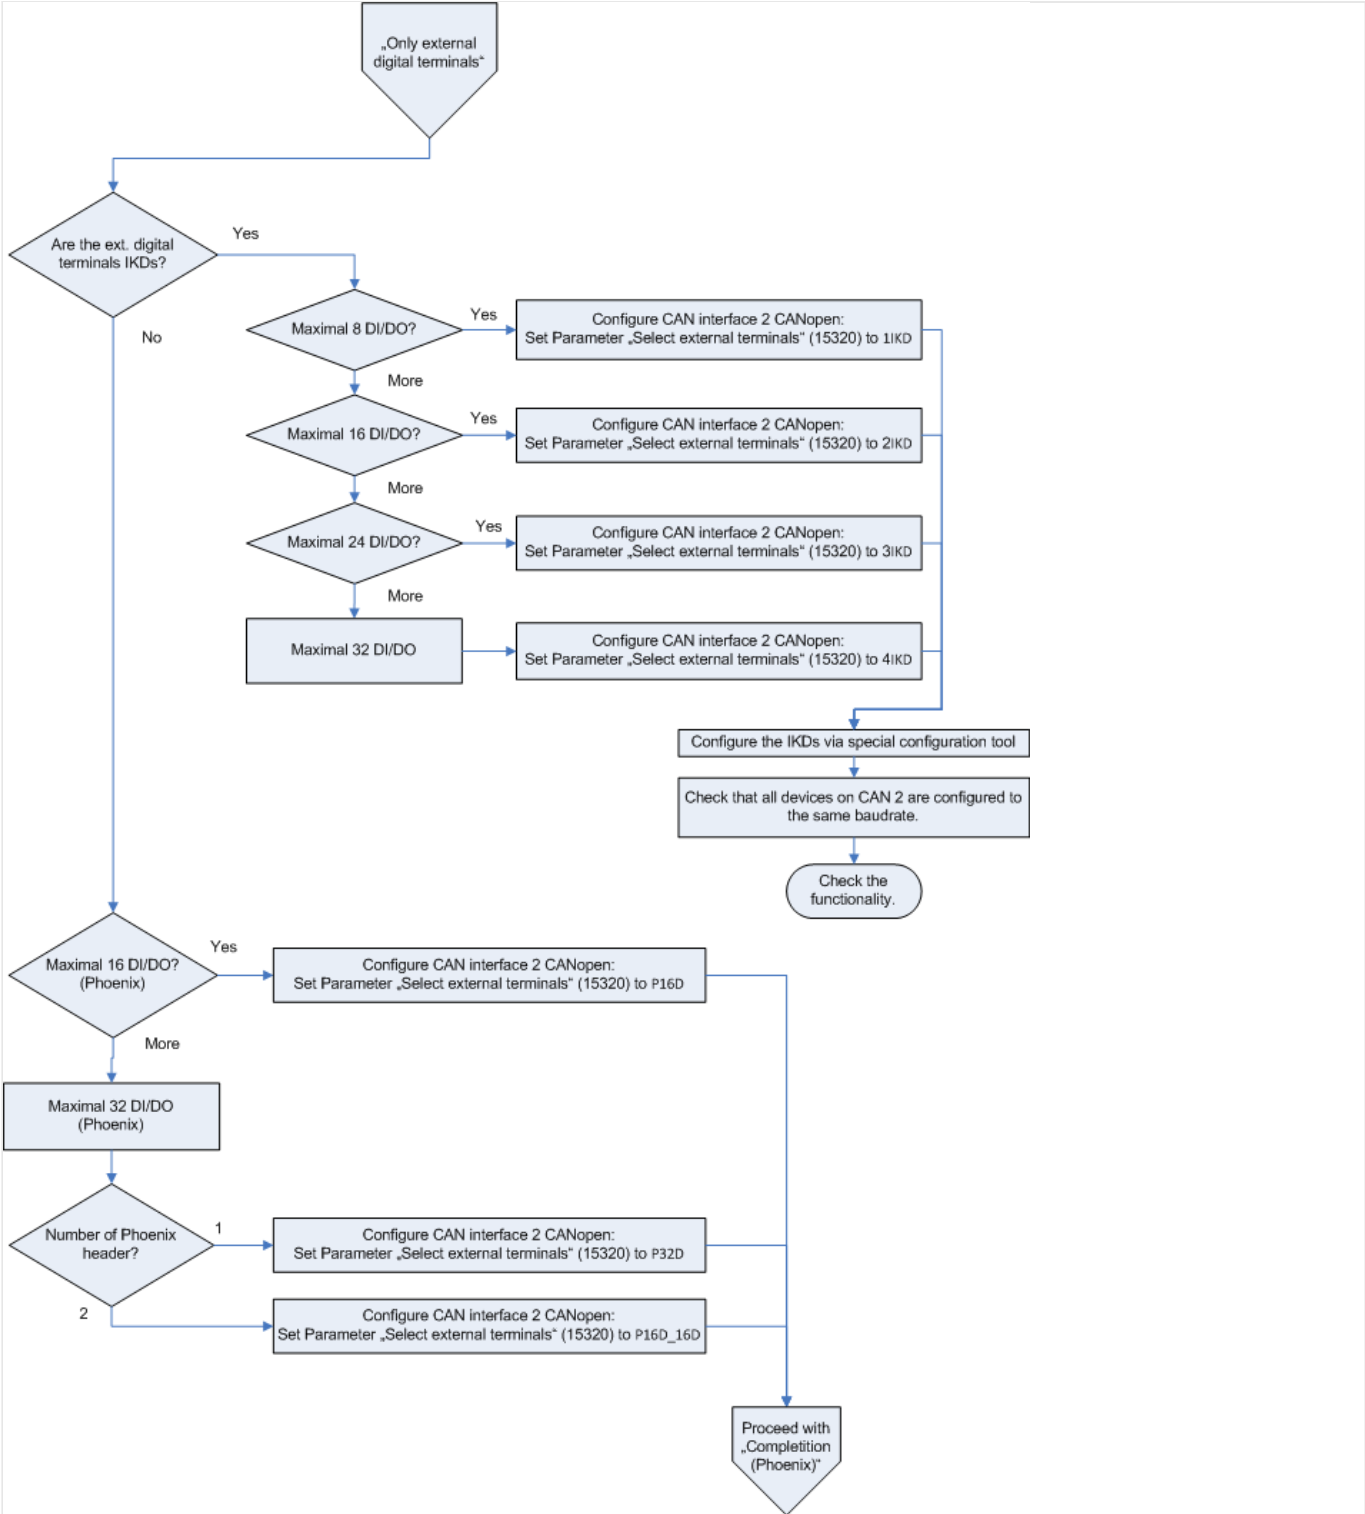 „Only external
digital terminals“
Are the ext. digital
terminals IKDs?
Yes
No
Maximal 8 DI/DO?
Yes
Configure CAN interface 2 CANopen:
Set Parameter „Select external terminals“ (15320) to 1IKD
More
Maximal 16 DI/DO?
Yes
Configure CAN interface 2 CANopen:
Set Parameter „Select external terminals“ (15320) to 2IKD
More
Maximal 24 DI/DO?
Yes
Configure CAN interface 2 CANopen:
Set Parameter „Select external terminals“ (15320) to 3IKD
More
Maximal 32 DI/DO
Configure CAN interface 2 CANopen:
Set Parameter „Select external terminals“ (15320) to 4IKD
Configure the IKDs via special configuration tool
Check that all devices on CAN 2 are configured to
the same baudrate.
Check the
functionality.
Maximal 16 DI/DO?
(Phoenix)
Yes
Configure CAN interface 2 CANopen:
Set Parameter „Select external terminals“ (15320) to P16D
More
Maximal 32 DI/DO
(Phoenix)
Number of Phoenix
header?
1
Configure CAN interface 2 CANopen:
Set Parameter „Select external terminals“ (15320) to P32D
2
Configure CAN interface 2 CANopen:
Set Parameter „Select external terminals“ (15320) to P16D_16D
Proceed with
„Completition
(Phoenix)“